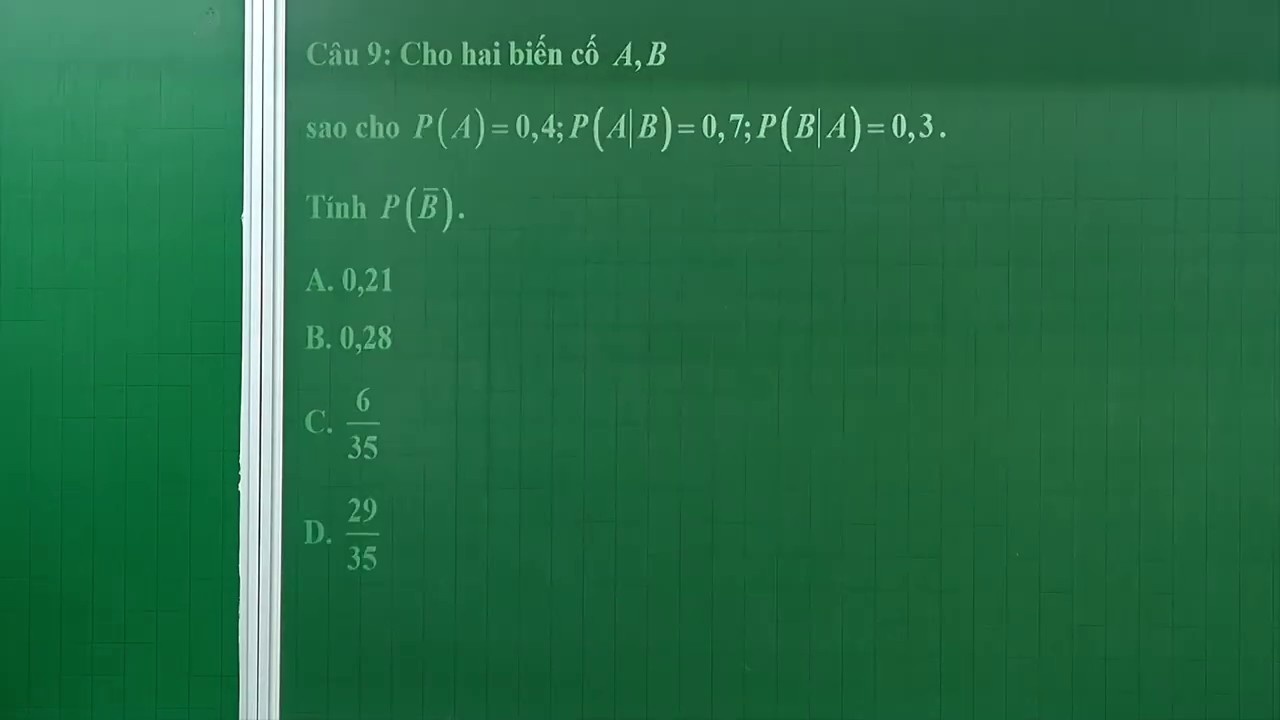 Câu 9: Cho hai biến cố A, B
sao cho P(A) = 0,4; P(A|B) = 0,7; P(B|A) = 0,3.
Tính P(B̅).
A. 0,21
B. 0,28
C. 6/35
D. 29/35